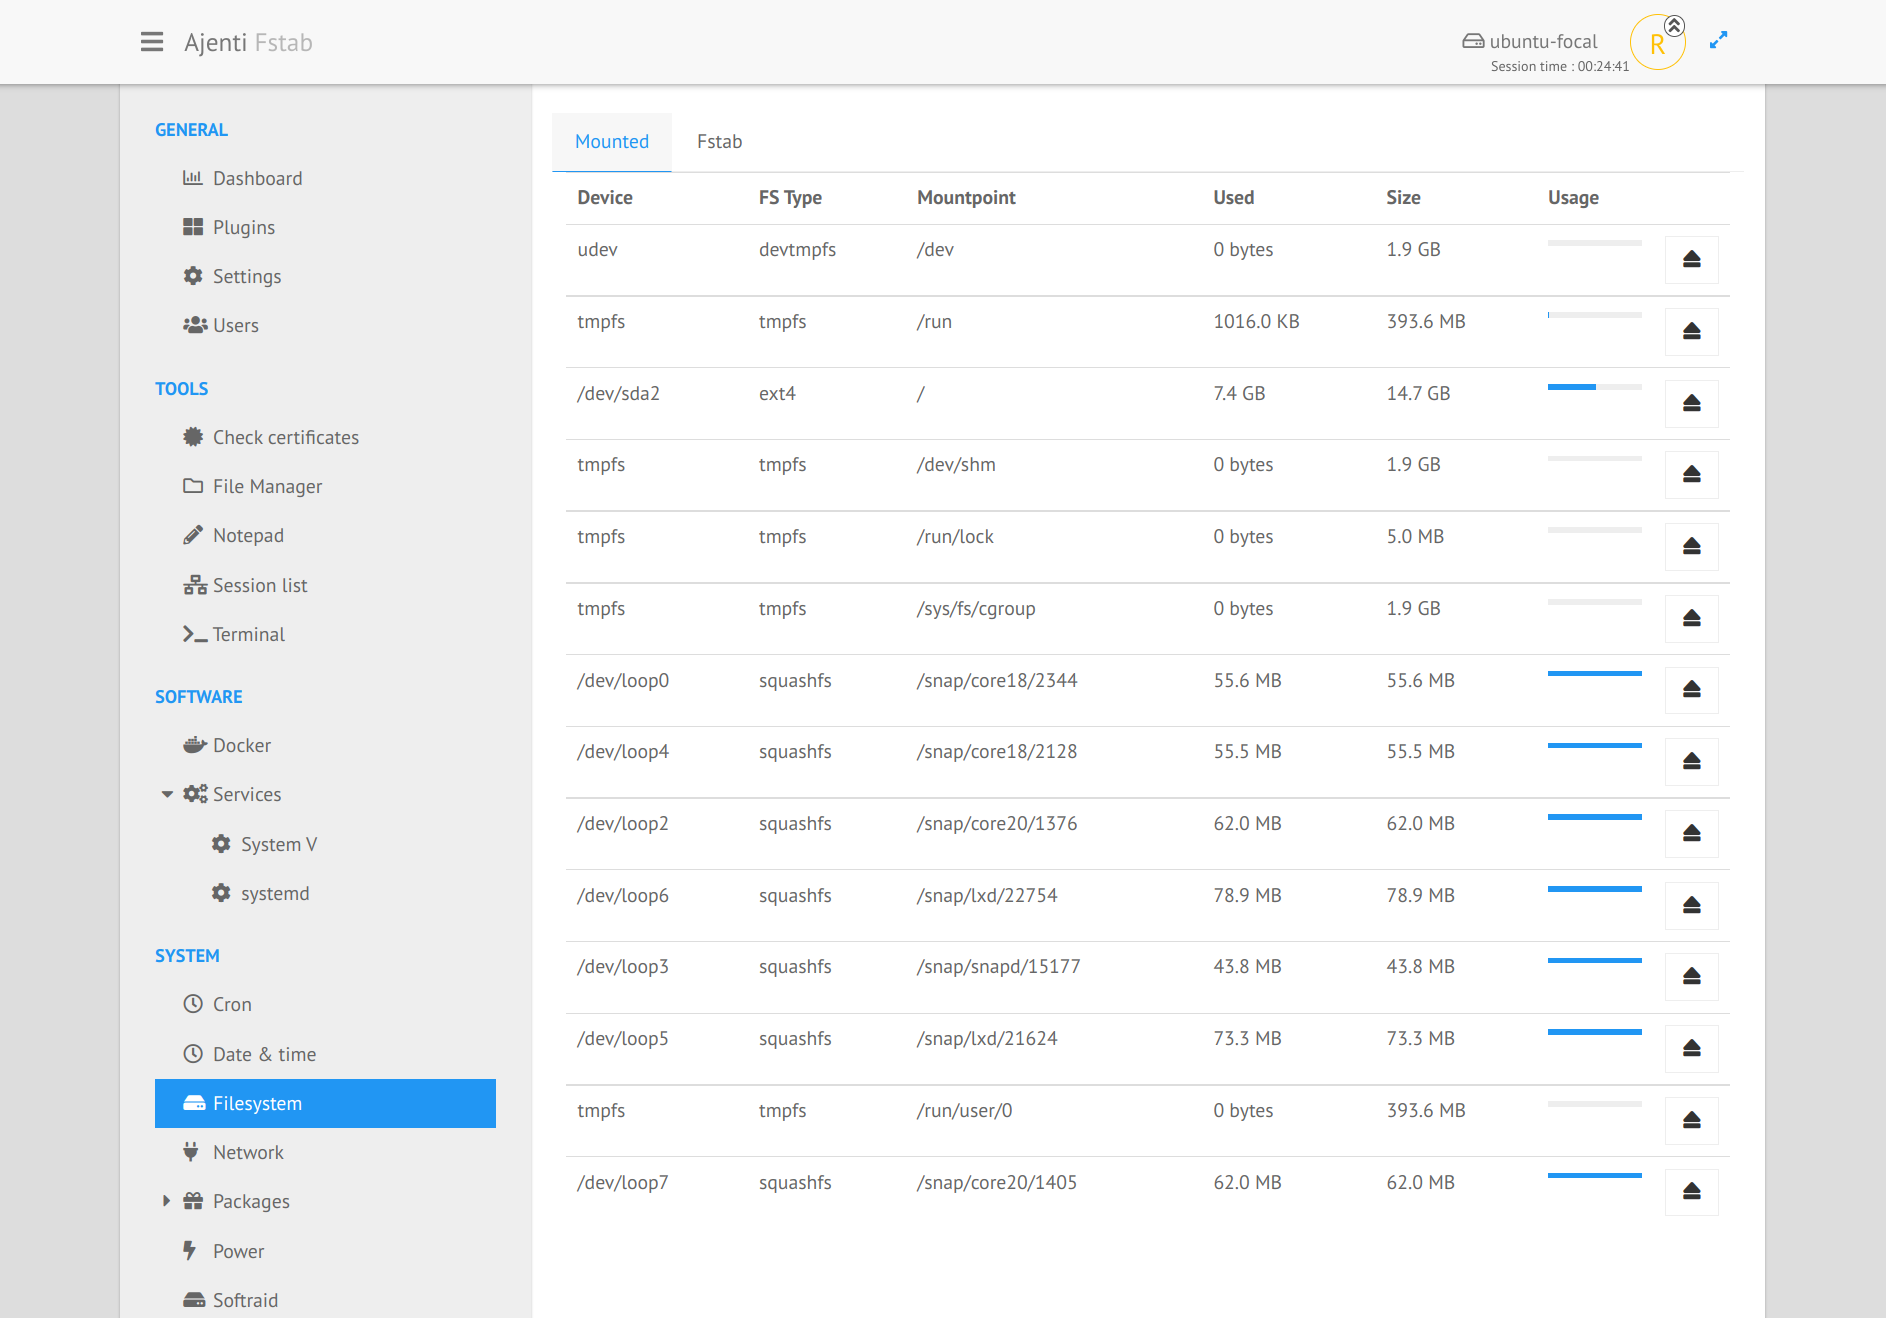 Ajenti Fstab
ubuntu-focal
Session time : 00:24:41
R
GENERAL
Dashboard
Plugins
Settings
Users
TOOLS
Check certificates
File Manager
Notepad
Session list
Terminal
SOFTWARE
Docker
Services
System V
systemd
SYSTEM
Cron
Date & time
Filesystem
Network
Packages
Power
Softraid
Mounted Fstab
Device FS Type Mountpoint Used Size Usage
udev devtmpfs /dev 0 bytes 1.9 GB
tmpfs tmpfs /run 1016.0 KB 393.6 MB
/dev/sda2 ext4 / 7.4 GB 14.7 GB
tmpfs tmpfs /dev/shm 0 bytes 1.9 GB
tmpfs tmpfs /run/lock 0 bytes 5.0 MB
tmpfs tmpfs /sys/fs/cgroup 0 bytes 1.9 GB
/dev/loop0 squashfs /snap/core18/2344 55.6 MB 55.6 MB
/dev/loop4 squashfs /snap/core18/2128 55.5 MB 55.5 MB
/dev/loop2 squashfs /snap/core20/1376 62.0 MB 62.0 MB
/dev/loop6 squashfs /snap/lxd/22754 78.9 MB 78.9 MB
/dev/loop3 squashfs /snap/snapd/15177 43.8 MB 43.8 MB
/dev/loop5 squashfs /snap/lxd/21624 73.3 MB 73.3 MB
tmpfs tmpfs /run/user/0 0 bytes 393.6 MB
/dev/loop7 squashfs /snap/core20/1405 62.0 MB 62.0 MB